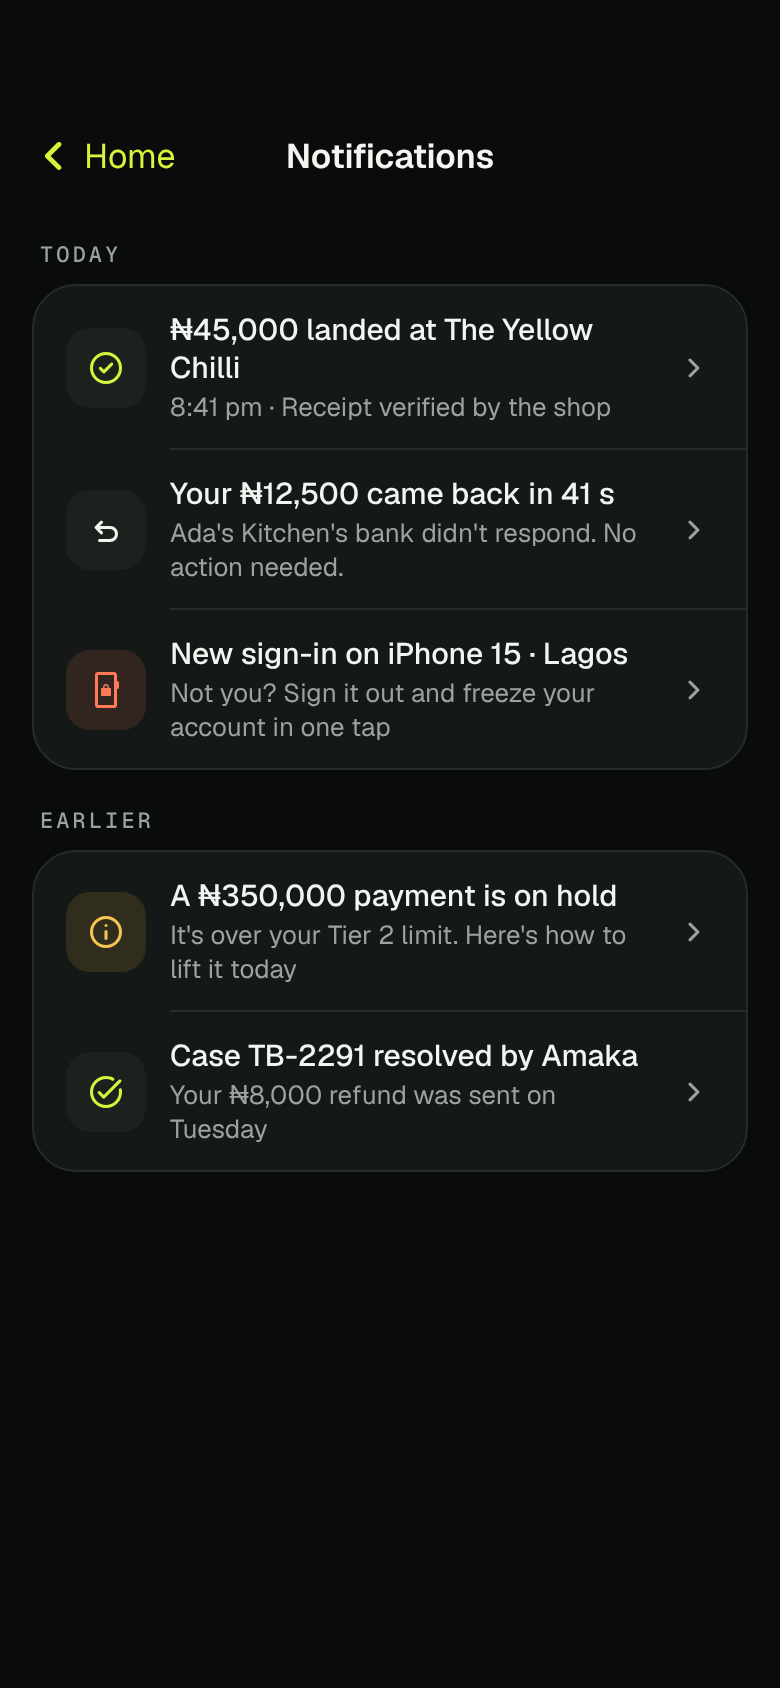 Home
Notifications
TODAY
₦45,000 landed at The Yellow
Chilli
8:41 pm · Receipt verified by the shop
Your ₦12,500 came back in 41 s
Ada's Kitchen's bank didn't respond. No
action needed.
New sign-in on iPhone 15 · Lagos
Not you? Sign it out and freeze your
account in one tap
EARLIER
A ₦350,000 payment is on hold
It's over your Tier 2 limit. Here's how to
lift it today
Case TB-2291 resolved by Amaka
Your ₦8,000 refund was sent on
Tuesday